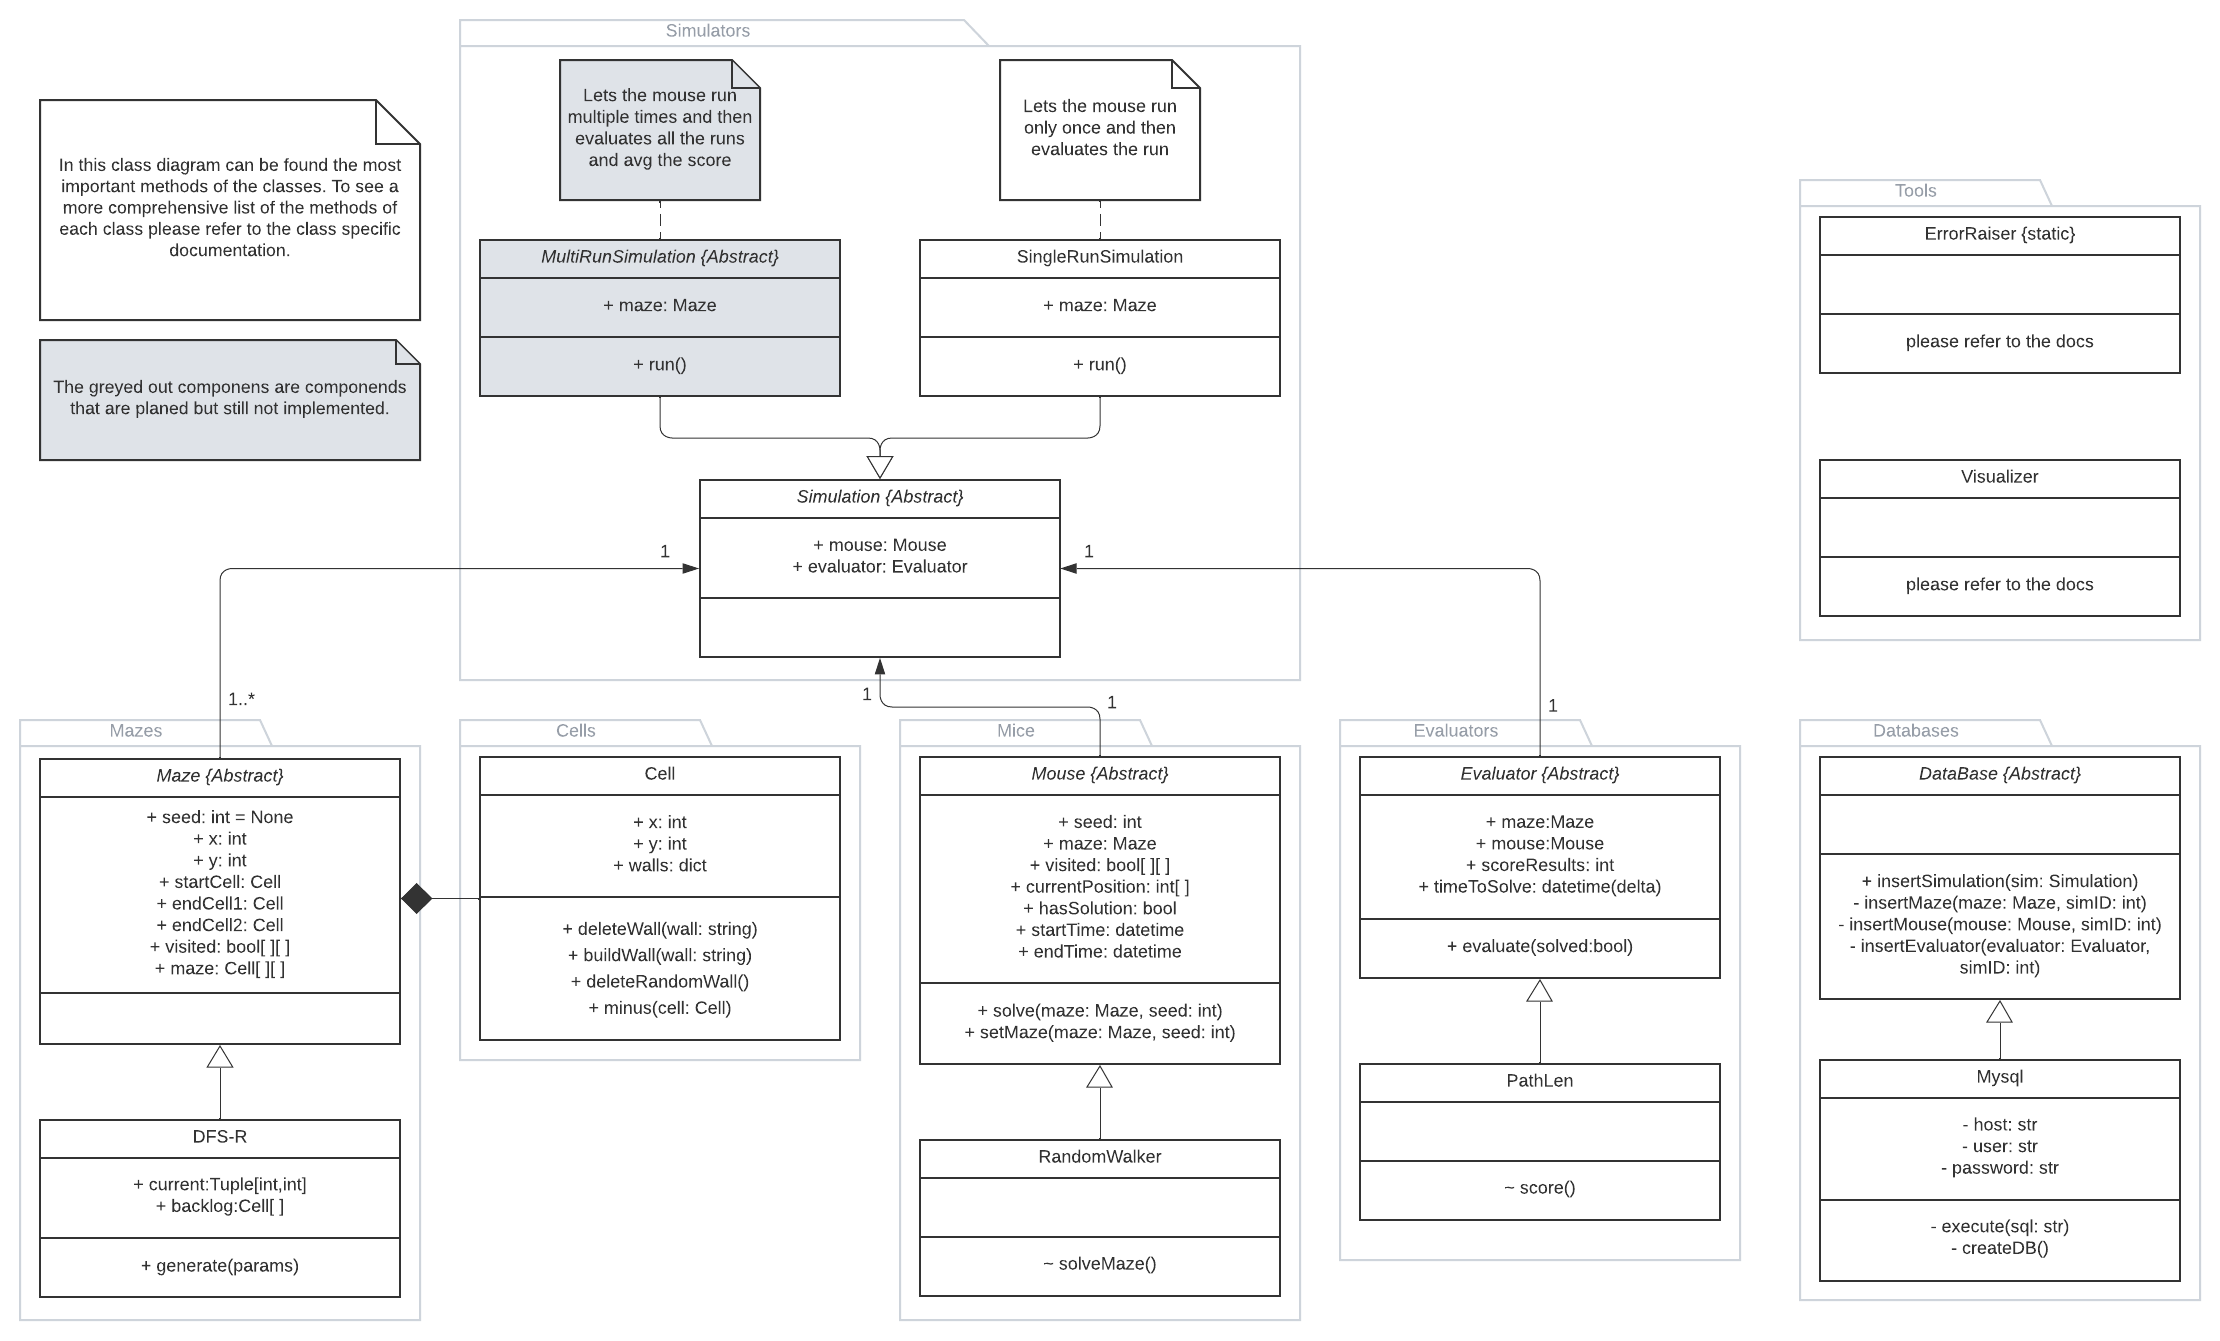 Simulators
Lets the mouse run
multiple times and then
evaluates all the runs
and avg the score
Lets the mouse run
only once and then
evaluates the run
In this class diagram can be found the most
important methods of the classes. To see a
more comprehensive list of the methods of
each class please refer to the class specific
documentation.
The greyed out componens are componends
that are planed but still not implemented.
MultiRunSimulation {Abstract}
+ maze: Maze
+ run()
SingleRunSimulation
+ maze: Maze
+ run()
Simulation {Abstract}
+ mouse: Mouse
+ evaluator: Evaluator
1
1
1
1..*
1
1
Tools
ErrorRaiser {static}
please refer to the docs
Visualizer
please refer to the docs
Mazes
Maze {Abstract}
+ seed: int = None
+ x: int
+ y: int
+ startCell: Cell
+ endCell1: Cell
+ endCell2: Cell
+ visited: bool[ ][ ]
+ maze: Cell[ ][ ]
DFS-R
+ current:Tuple[int,int]
+ backlog:Cell[ ]
+ generate(params)
Cells
Cell
+ x: int
+ y: int
+ walls: dict
+ deleteWall(wall: string)
+ buildWall(wall: string)
+ deleteRandomWall()
+ minus(cell: Cell)
Mice
Mouse {Abstract}
+ seed: int
+ maze: Maze
+ visited: bool[ ][ ]
+ currentPosition: int[ ]
+ hasSolution: bool
+ startTime: datetime
+ endTime: datetime
+ solve(maze: Maze, seed: int)
+ setMaze(maze: Maze, seed: int)
RandomWalker
~ solveMaze()
Evaluators
Evaluator {Abstract}
+ maze:Maze
+ mouse:Mouse
+ scoreResults: int
+ timeToSolve: datetime(delta)
+ evaluate(solved:bool)
PathLen
~ score()
Databases
DataBase {Abstract}
+ insertSimulation(sim: Simulation)
- insertMaze(maze: Maze, simID: int)
- insertMouse(mouse: Mouse, simID: int)
- insertEvaluator(evaluator: Evaluator,
simID: int)
Mysql
- host: str
- user: str
- password: str
- execute(sql: str)
- createDB()